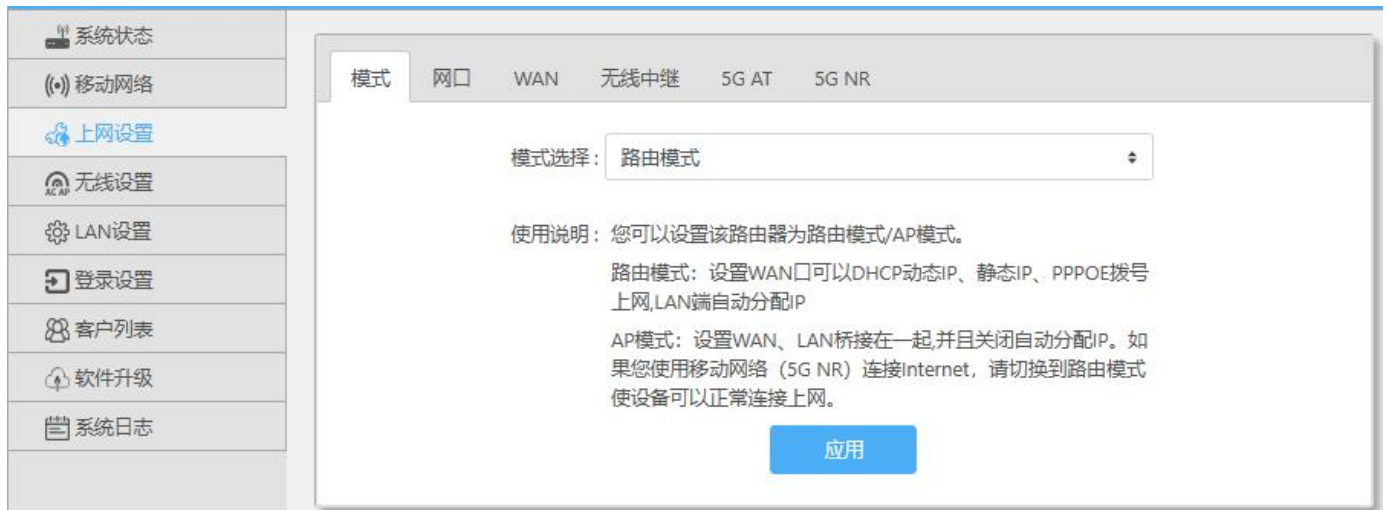 系统状态
移动网络
上网设置
AC AP 无线设置
LAN设置
登录设置
客户列表
软件升级
系统日志
模式 网口 WAN 无线中继 5G AT 5G NR
模式选择: 路由模式
使用说明: 您可以设置该路由器为路由模式/AP模式。
路由模式：设置WAN口可以DHCP动态IP、静态IP、PPPOE拨号
上网,LAN端自动分配IP
AP模式：设置WAN、LAN桥接在一起,并且关闭自动分配IP。如
果您使用移动网络（5G NR）连接Internet，请切换到路由模式
使设备可以正常连接上网。
应用